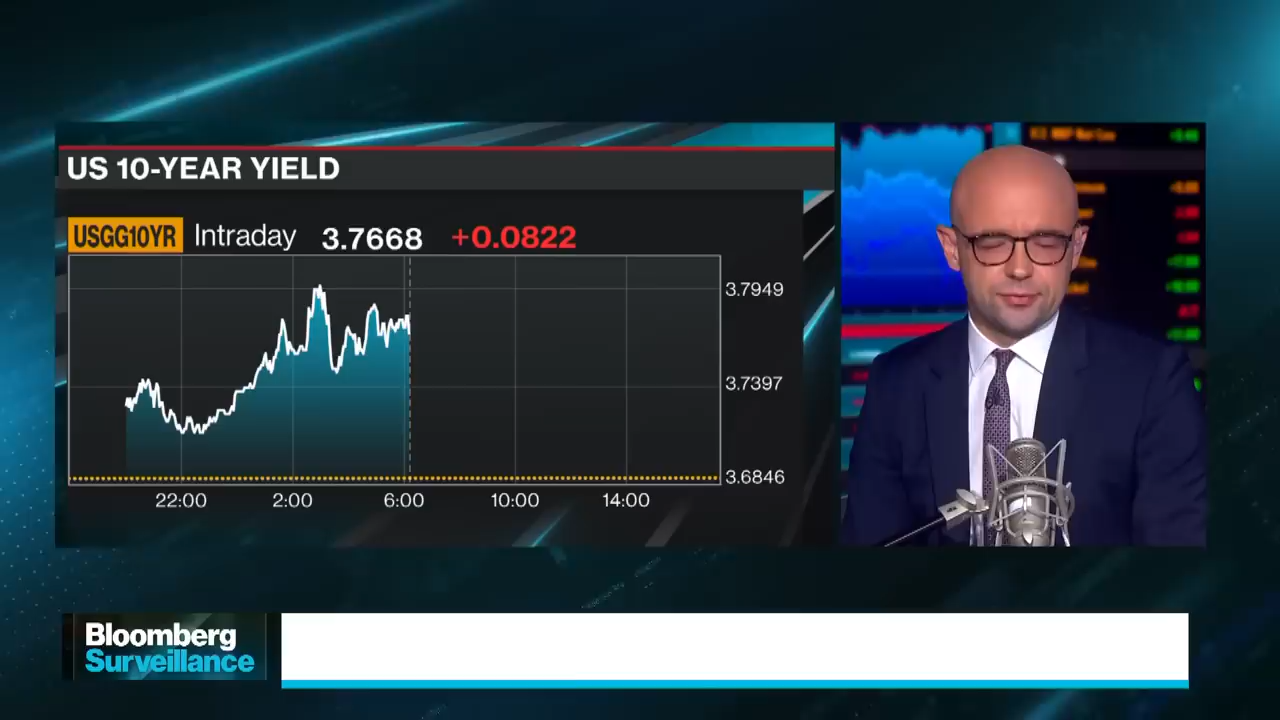 US 10-YEAR YIELD
USGG10YR Intraday 3.7668 +0.0822
3.7949
3.7397
3.6846
22:00 2:00 6:00 10:00 14:00
Bloomberg
Surveillance